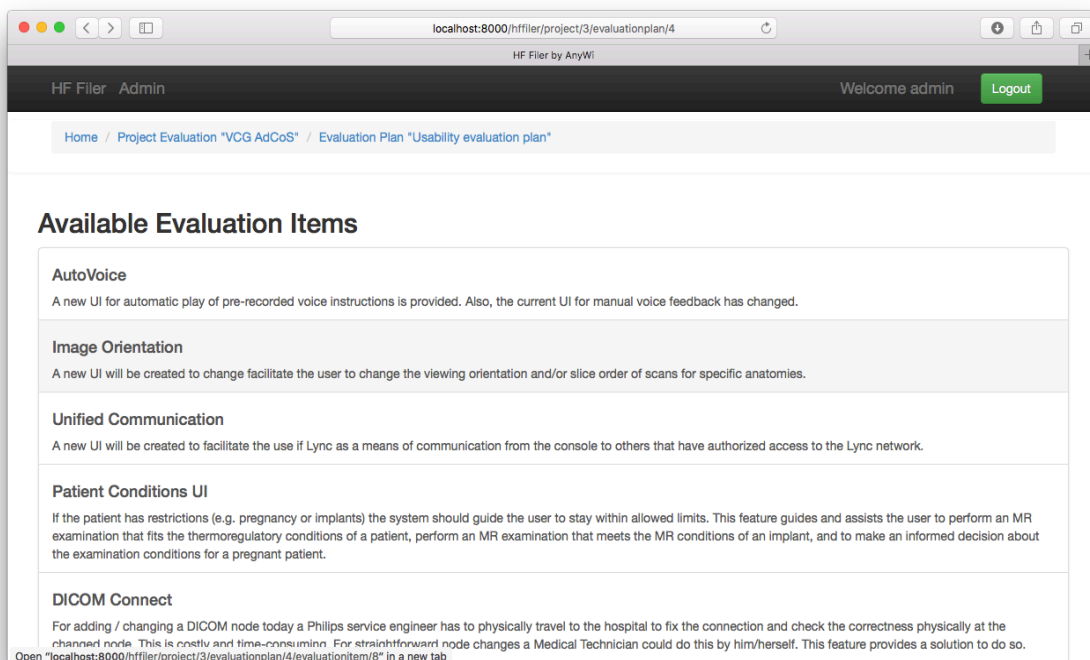 localhost:8000/hffiler/project/3/evaluationplan/4
HF Filer by AnyWi
HF Filer Admin Welcome admin Logout
Home / Project Evaluation "VCG AdCoS" / Evaluation Plan "Usability evaluation plan"
Available Evaluation Items
AutoVoice
A new UI for automatic play of pre-recorded voice instructions is provided. Also, the current UI for manual voice feedback has changed.
Image Orientation
A new UI will be created to change facilitate the user to change the viewing orientation and/or slice order of scans for specific anatomies.
Unified Communication
A new UI will be created to facilitate the use if Lync as a means of communication from the console to others that have authorized access to the Lync network.
Patient Conditions UI
If the patient has restrictions (e.g. pregnancy or implants) the system should guide the user to stay within allowed limits. This feature guides and assists the user to perform an MR
examination that fits the thermoregulatory conditions of a patient, perform an MR examination that meets the MR conditions of an implant, and to make an informed decision about
the examination conditions for a pregnant patient.
DICOM Connect
For adding / changing a DICOM node today a Philips service engineer has to physically travel to the hospital to fix the connection and check the correctness physically at the
changed node. This is costly and time-consuming. For straightforward node changes a Medical Technician could do this by him/herself. This feature provides a solution to do so.
Open "localhost:8000/hffiler/project/3/evaluationplan/4/evaluationitem/8" in a new tab